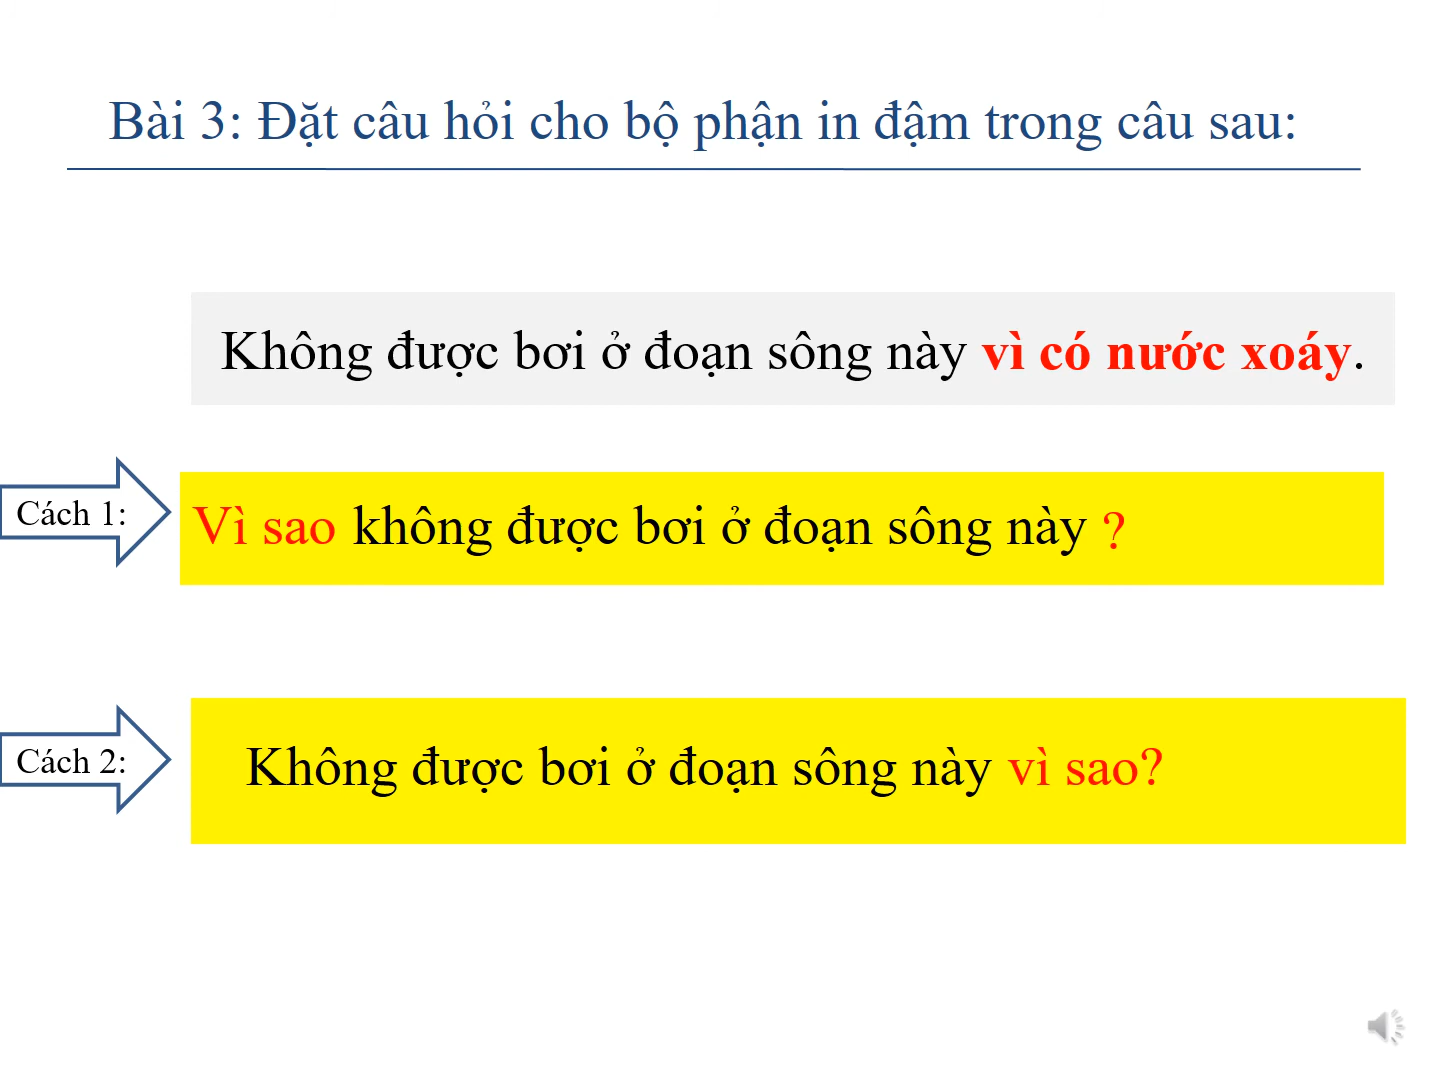 Bài 3: Đặt câu hỏi cho bộ phận in đậm trong câu sau:
Không được bơi ở đoạn sông này vì có nước xoáy.
Cách 1:
Vì sao không được bơi ở đoạn sông này ?
Cách 2:
Không được bơi ở đoạn sông này vì sao?